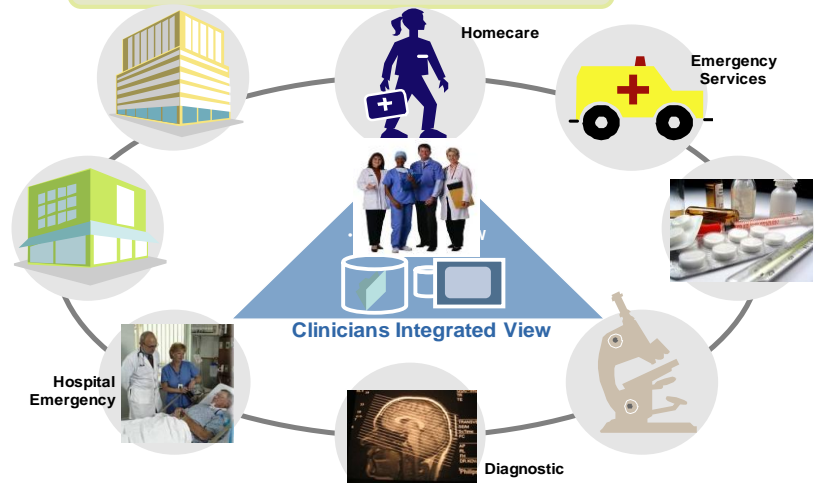 Homecare
Emergency
Services
Clinicians Integrated View
Hospital
Emergency
Diagnostic